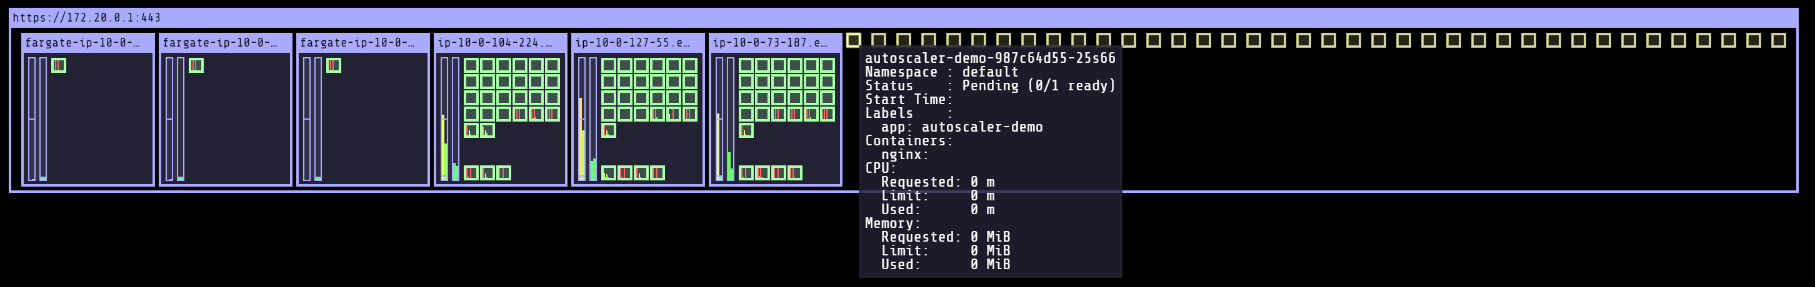 https://172.20.0.1:443
fargate-ip-10-0-…
fargate-ip-10-0-…
fargate-ip-10-0-…
ip-10-0-104-224.…
ip-10-0-127-55.e…
ip-10-0-73-187.e…
autoscaler-demo-987c64d55-25s66
Namespace : default
Status    : Pending (0/1 ready)
Start Time:
Labels    :
  app: autoscaler-demo
Containers:
  nginx:
CPU:
  Requested: 0 m
  Limit:     0 m
  Used:      0 m
Memory:
  Requested: 0 MiB
  Limit:     0 MiB
  Used:      0 MiB